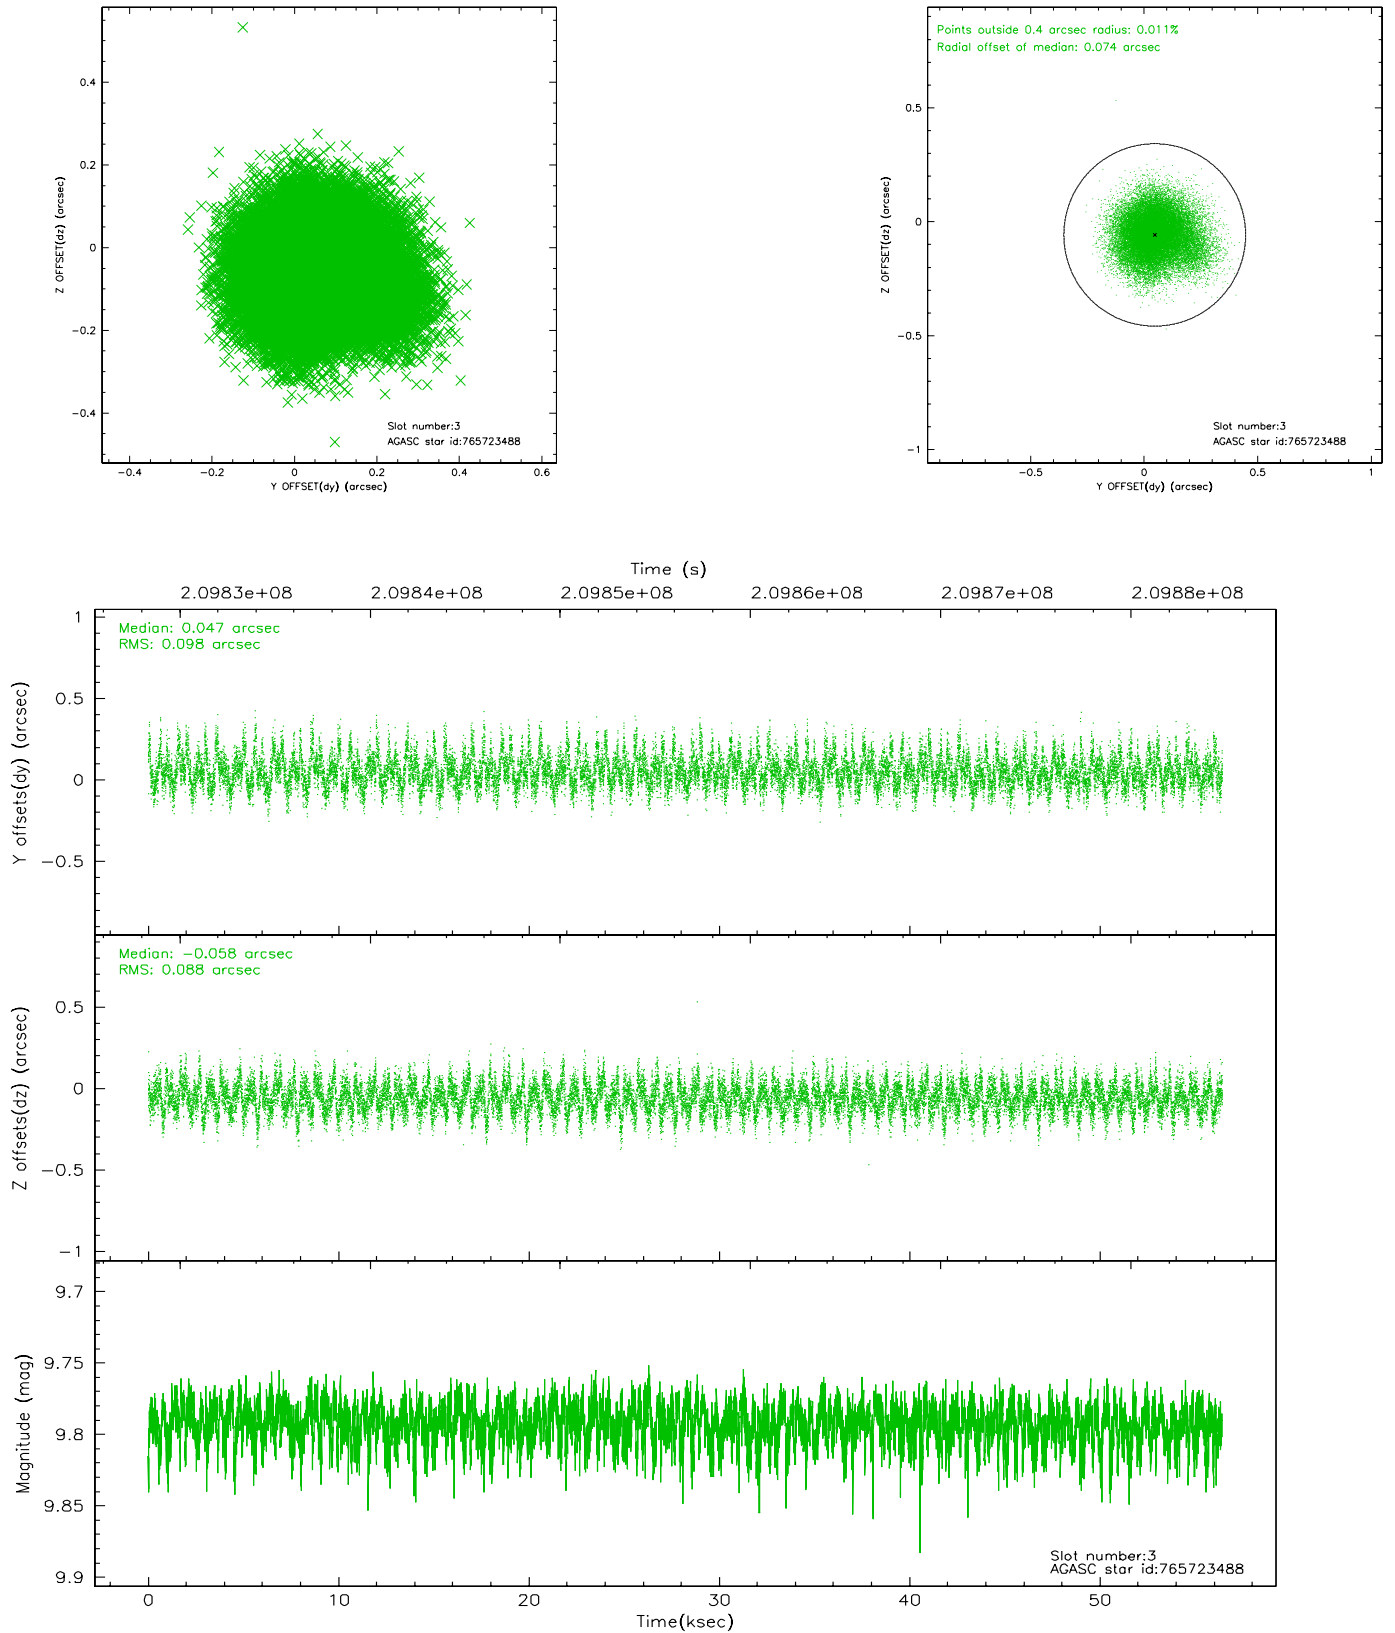 0.4
0.2
0
−0.2
−0.4
Z OFFSET(dz) (arcsec)
Slot number:3
AGASC star id:765723488
−0.4 −0.2 0 0.2 0.4 0.6
Y OFFSET(dy) (arcsec)
Points outside 0.4 arcsec radius: 0.011%
Radial offset of median: 0.074 arcsec
0.5
0
−0.5
−1
Z OFFSET(dz) (arcsec)
Slot number:3
AGASC star id:765723488
−0.5 0 0.5 1
Y OFFSET(dy) (arcsec)
Time (s)
2.0983e+08 2.0984e+08 2.0985e+08 2.0986e+08 2.0987e+08 2.0988e+08
Median: 0.047 arcsec
RMS: 0.098 arcsec
1
0.5
0
−0.5
Y offsets(dy) (arcsec)
Median: −0.058 arcsec
RMS: 0.088 arcsec
0.5
0
−0.5
−1
Z offsets(dz) (arcsec)
9.7
9.75
9.8
9.85
9.9
Magnitude (mag)
Slot number:3
AGASC star id:765723488
0 10 20 30 40 50
Time(ksec)